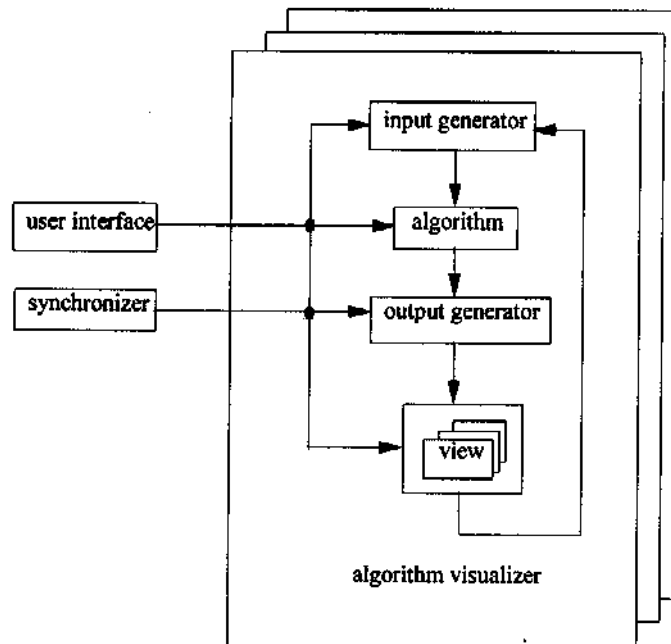 input generator
user interface
algorithm
synchronizer
output generator
view
algorithm visualizer